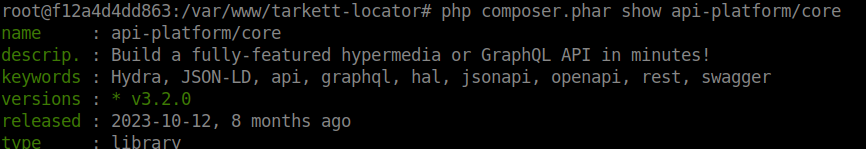 root@f12a4d4dd863:/var/www/tarkett-locator# php composer.phar show api-platform/core
name     : api-platform/core
descrip. : Build a fully-featured hypermedia or GraphQL API in minutes!
keywords : Hydra, JSON-LD, api, graphql, hal, jsonapi, openapi, rest, swagger
versions : * v3.2.0
released : 2023-10-12, 8 months ago
type     : library